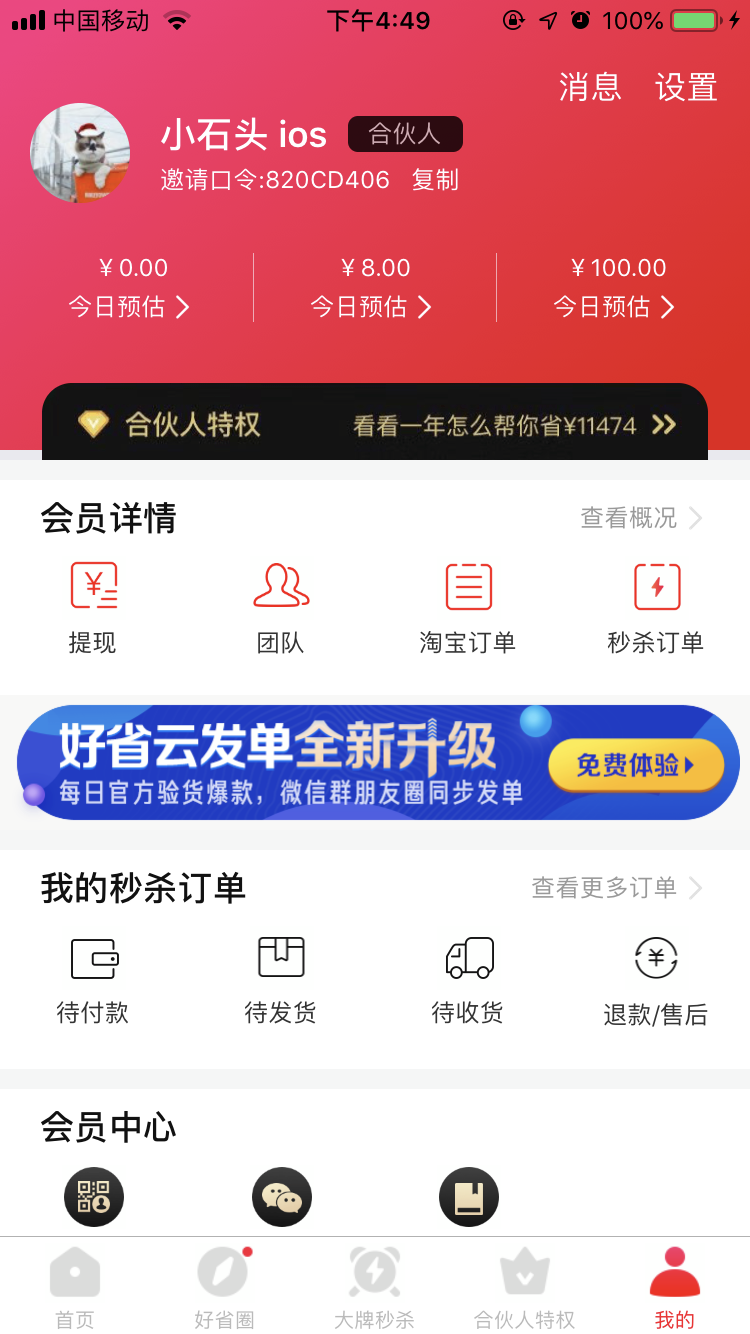 中国移动 下午4:49 100%
消息 设置
小石头 ios 合伙人
邀请口令:820CD406 复制
¥ 0.00 ¥ 8.00 ¥ 100.00
今日预估 今日预估 今日预估
合伙人特权 看看一年怎么帮你省¥11474
会员详情 查看概况
提现 团队 淘宝订单 秒杀订单
好省云发单全新升级
免费体验
每日官方验货爆款，微信群朋友圈同步发单
我的秒杀订单 查看更多订单
待付款 待发货 待收货 退款/售后
会员中心
首页 好省圈 大牌秒杀 合伙人特权 我的